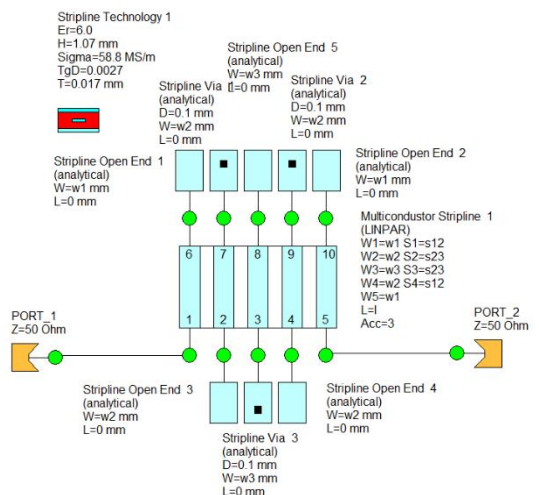 Stripline Technology 1
Er=6.0
H=1.07 mm
Sigma=58.8 MS/m
TgD=0.0027
T=0.017 mm
Stripline Open End 5
(analytical)
W=w3 mm
L=0 mm
Stripline Via 1
(analytical)
D=0.1 mm
W=w2 mm
L=0 mm
Stripline Via 2
(analytical)
D=0.1 mm
W=w2 mm
L=0 mm
Stripline Open End 1
(analytical)
W=w1 mm
L=0 mm
Stripline Open End 2
(analytical)
W=w1 mm
L=0 mm
Multicondustor Stripline 1
(LINPAR)
W1=w1 S1=s12
W2=w2 S2=s23
W3=w3 S3=s23
W4=w2 S4=s12
W5=w1
L=l
Acc=3
6 7 8 9 10
1 2 3 4 5
PORT_1
Z=50 Ohm
PORT_2
Z=50 Ohm
Stripline Open End 3
(analytical)
W=w2 mm
L=0 mm
Stripline Open End 4
(analytical)
W=w2 mm
L=0 mm
Stripline Via 3
(analytical)
D=0.1 mm
W=w3 mm
L=0 mm